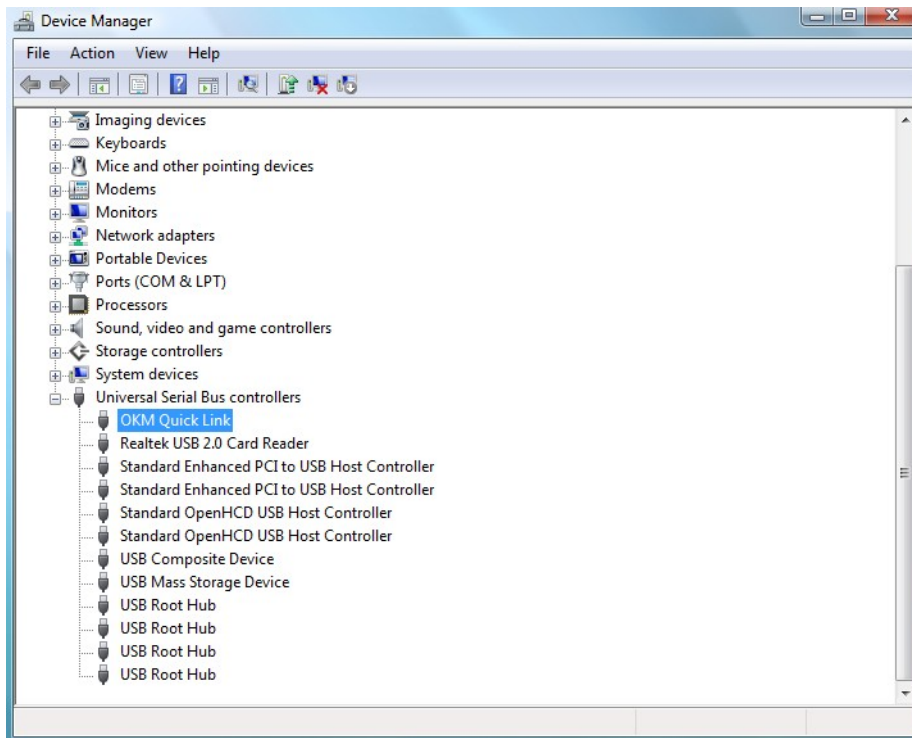 Device Manager
File Action View Help
Imaging devices
Keyboards
Mice and other pointing devices
Modems
Monitors
Network adapters
Portable Devices
Ports (COM & LPT)
Processors
Sound, video and game controllers
Storage controllers
System devices
Universal Serial Bus controllers
OKM Quick Link
Realtek USB 2.0 Card Reader
Standard Enhanced PCI to USB Host Controller
Standard Enhanced PCI to USB Host Controller
Standard OpenHCD USB Host Controller
Standard OpenHCD USB Host Controller
USB Composite Device
USB Mass Storage Device
USB Root Hub
USB Root Hub
USB Root Hub
USB Root Hub